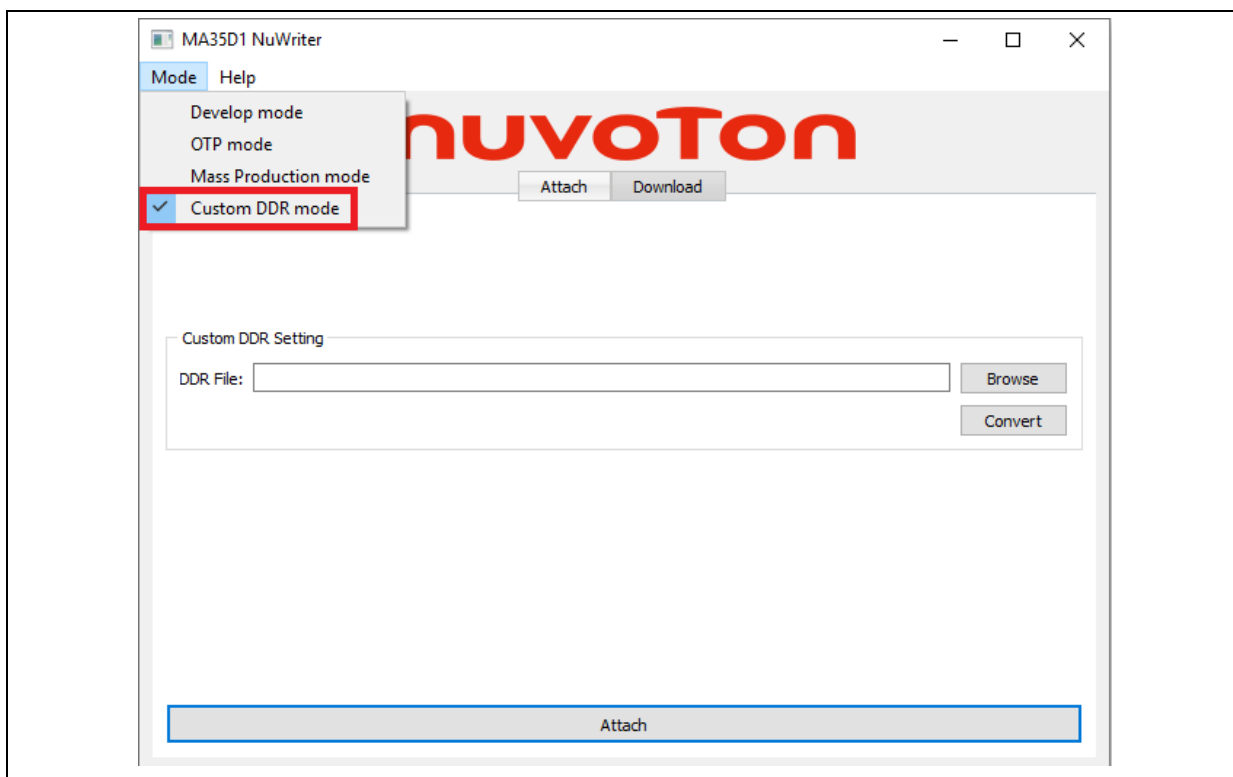 MA35D1 NuWriter
Mode Help
Develop mode
OTP mode
Mass Production mode
Custom DDR mode
nuvoTon
Attach Download
Custom DDR Setting
DDR File: Browse
Convert
Attach